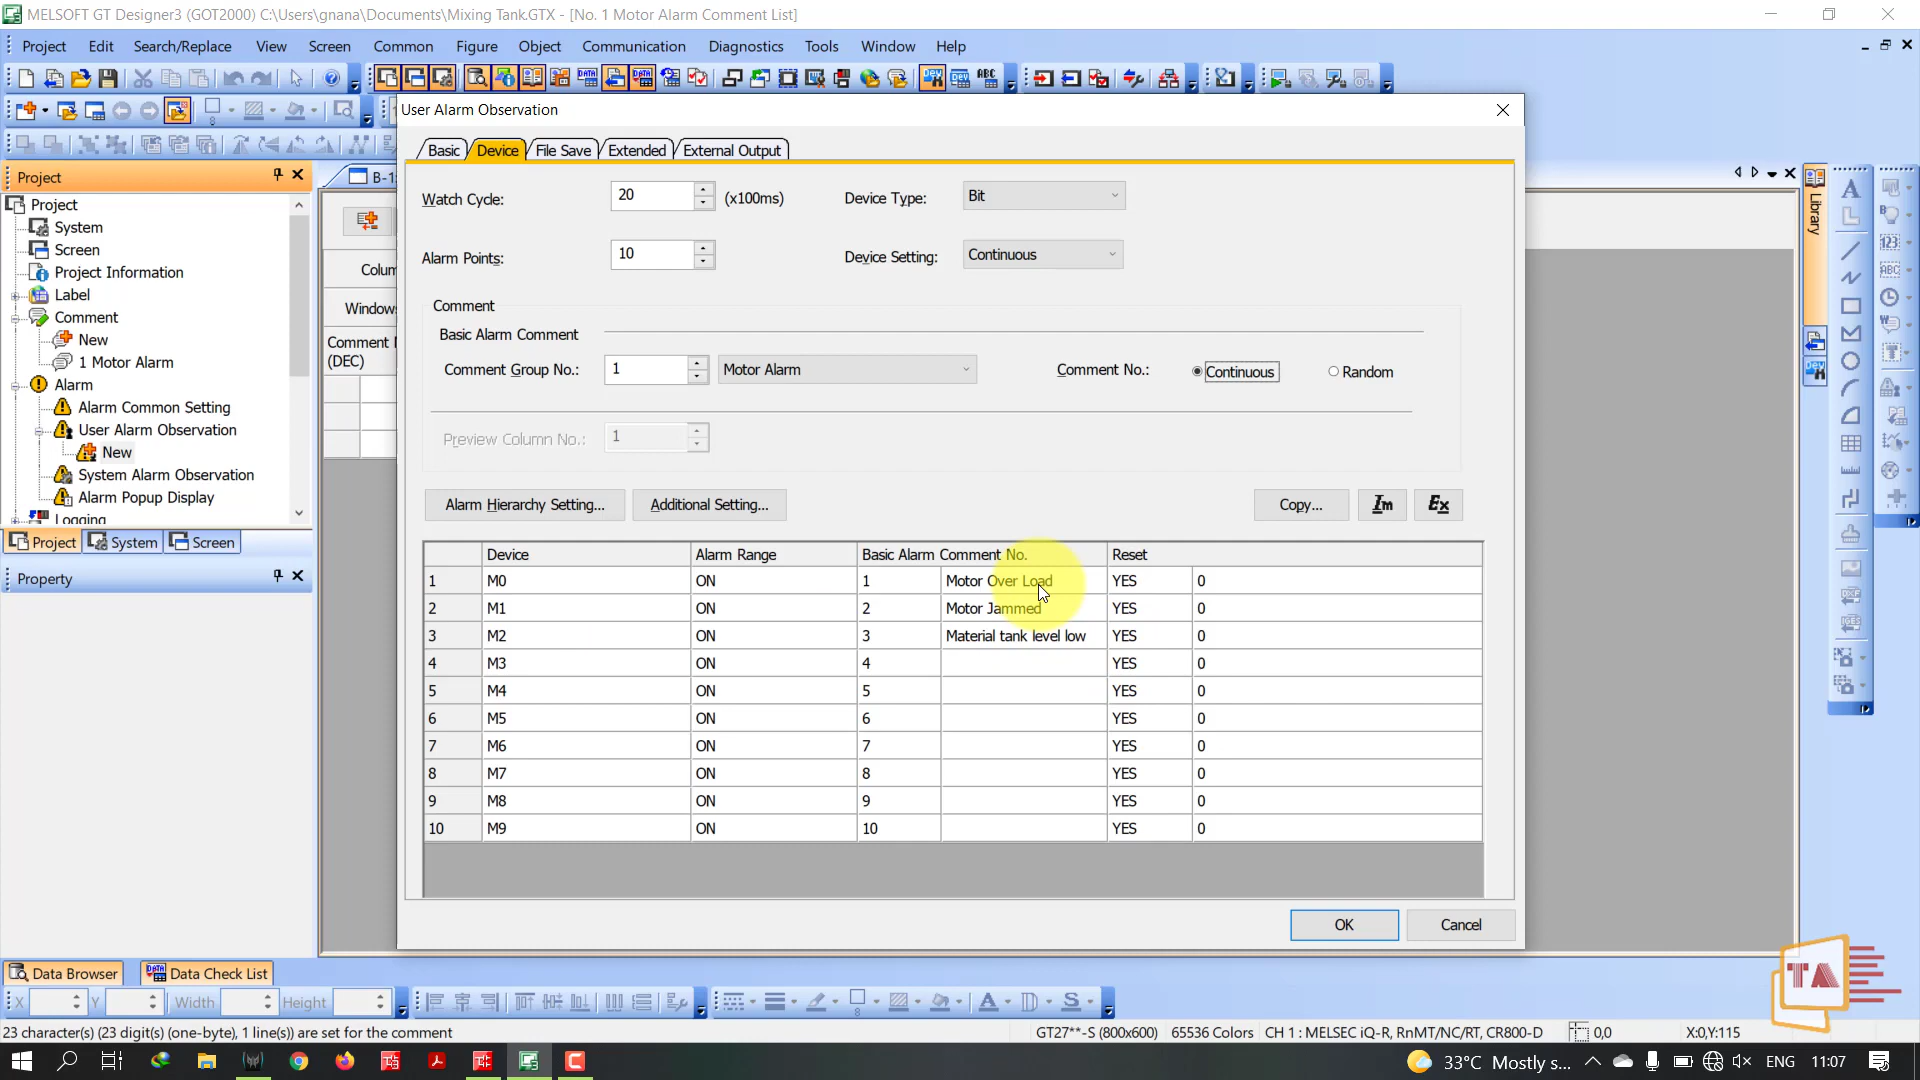 MELSOFT GT Designer3 (GOT2000) C:\Users\gnana\Documents\Mixing Tank.GTX - [No. 1 Motor Alarm Comment List]
Project Edit Search/Replace View Screen Common Figure Object Communication Diagnostics Tools Window Help
User Alarm Observation
Basic Device File Save Extended External Output
Project
B-1:
Watch Cycle: 20 (x100ms) Device Type: Bit
Project
System
Screen
Project Information
Label
Comment
New
1 Motor Alarm
Alarm
Alarm Common Setting
User Alarm Observation
New
System Alarm Observation
Alarm Popup Display
Logging
Project System Screen
Property
Colum
Windows
Comment N
(DEC)
Library
Alarm Points: 10 Device Setting: Continuous
Comment
Basic Alarm Comment
Comment Group No.: 1 Motor Alarm Comment No.: Continuous Random
Preview Column No.: 1
Alarm Hierarchy Setting... Additional Setting... Copy... Im Ex
Device Alarm Range Basic Alarm Comment No. Reset
1 M0 ON 1 Motor Over Load YES 0
2 M1 ON 2 Motor Jammed YES 0
3 M2 ON 3 Material tank level low YES 0
4 M3 ON 4 YES 0
5 M4 ON 5 YES 0
6 M5 ON 6 YES 0
7 M6 ON 7 YES 0
8 M7 ON 8 YES 0
9 M8 ON 9 YES 0
10 M9 ON 10 YES 0
OK Cancel
TA
Data Browser Data Check List
X Y Width Height
23 character(s) (23 digit(s) (one-byte), 1 line(s)) are set for the comment GT27**-S (800x600) 65536 Colors CH 1 : MELSEC iQ-R, RnMT/NC/RT, CR800-D 0,0 X:0,Y:115
33°C Mostly s... ENG 11:07